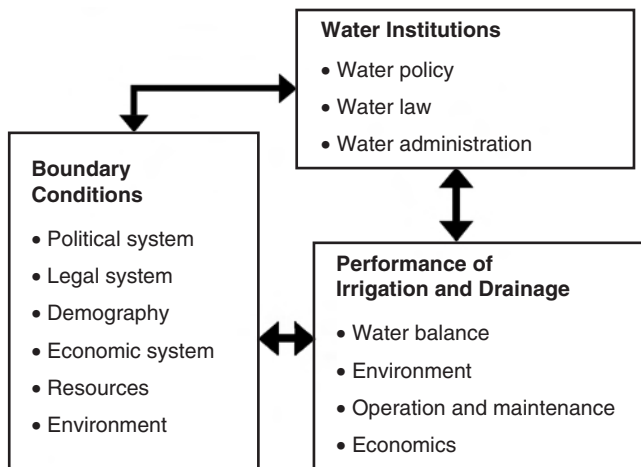 Water Institutions
• Water policy
• Water law
• Water administration
Boundary
Conditions
• Political system
• Legal system
• Demography
• Economic system
• Resources
• Environment
Performance of
Irrigation and Drainage
• Water balance
• Environment
• Operation and maintenance
• Economics